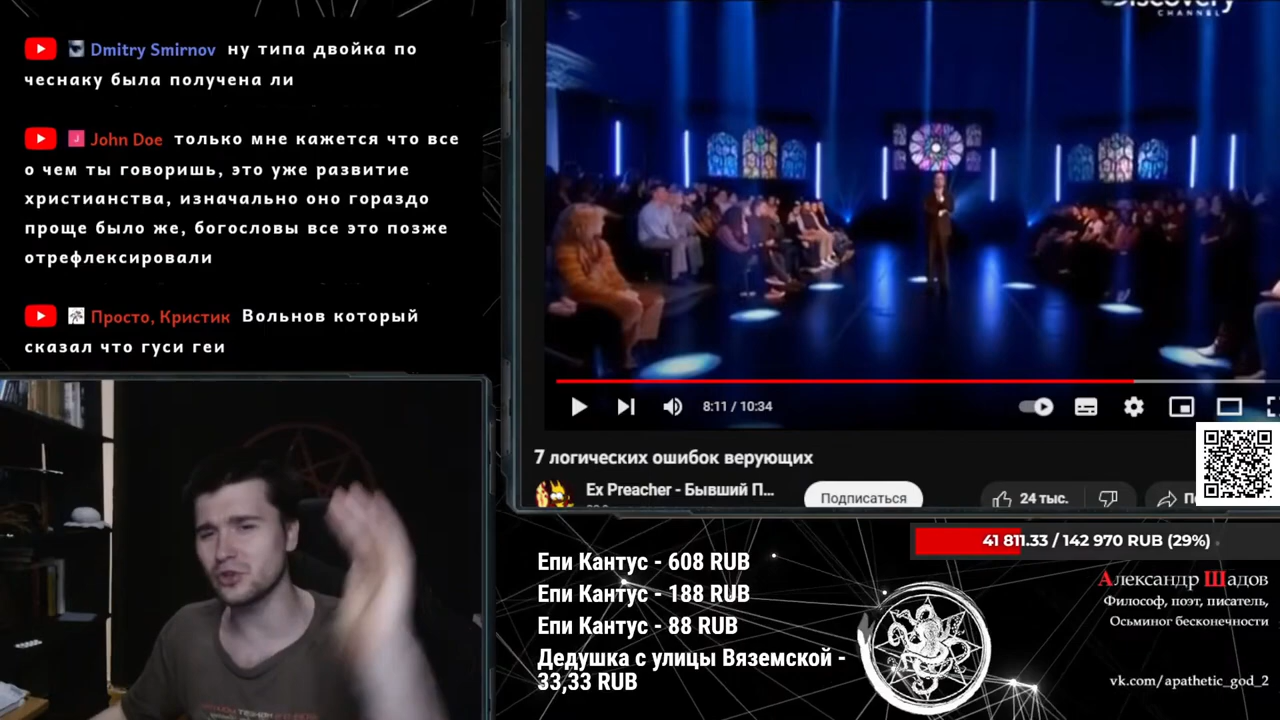 Dmitry Smirnov ну типа двойка по
чеснаку была получена ли
John Doe только мне кажется что все
о чем ты говоришь, это уже развитие
христианства, изначально оно гораздо
проще было же, богословы все это позже
отрефлексировали
Просто, Кристик Вольнов который
сказал что гуси геи
Discovery
CHANNEL
8:11 / 10:34
7 логических ошибок верующих
Ex Preacher - Бывший П...
Подписаться
24 тыс.
41 811.33 / 142 970 RUB (29%)
Епи Кантус - 608 RUB
Епи Кантус - 188 RUB
Епи Кантус - 88 RUB
Дедушка с улицы Вяземской -
33,33 RUB
Александр Шадов
Философ, поэт, писатель,
Осьминог бесконечности
vk.com/apathetic_god_2